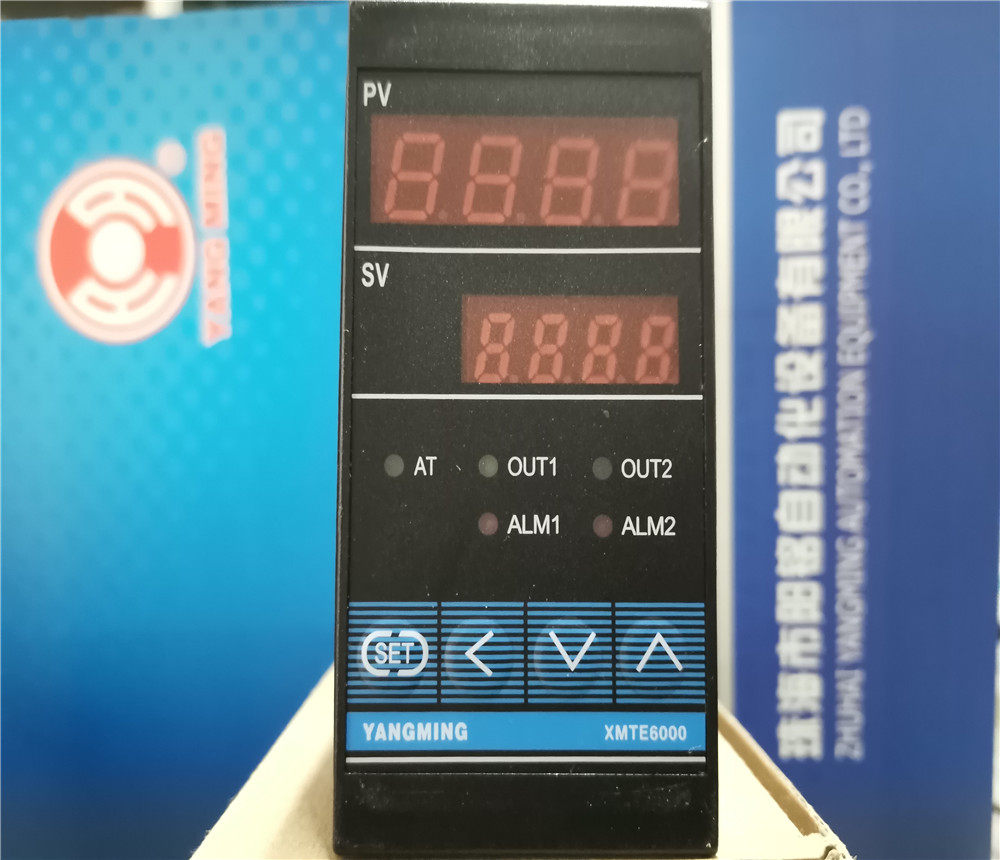 PV
SV
AT
OUT1
OUT2
ALM1
ALM2
SET
YANGMING
XMTE6000
YANG MING
珠海市阳铭自动化设备有限公司
ZHUHAI YANGMING AUTOMATION EQUIPMENT CO., LTD